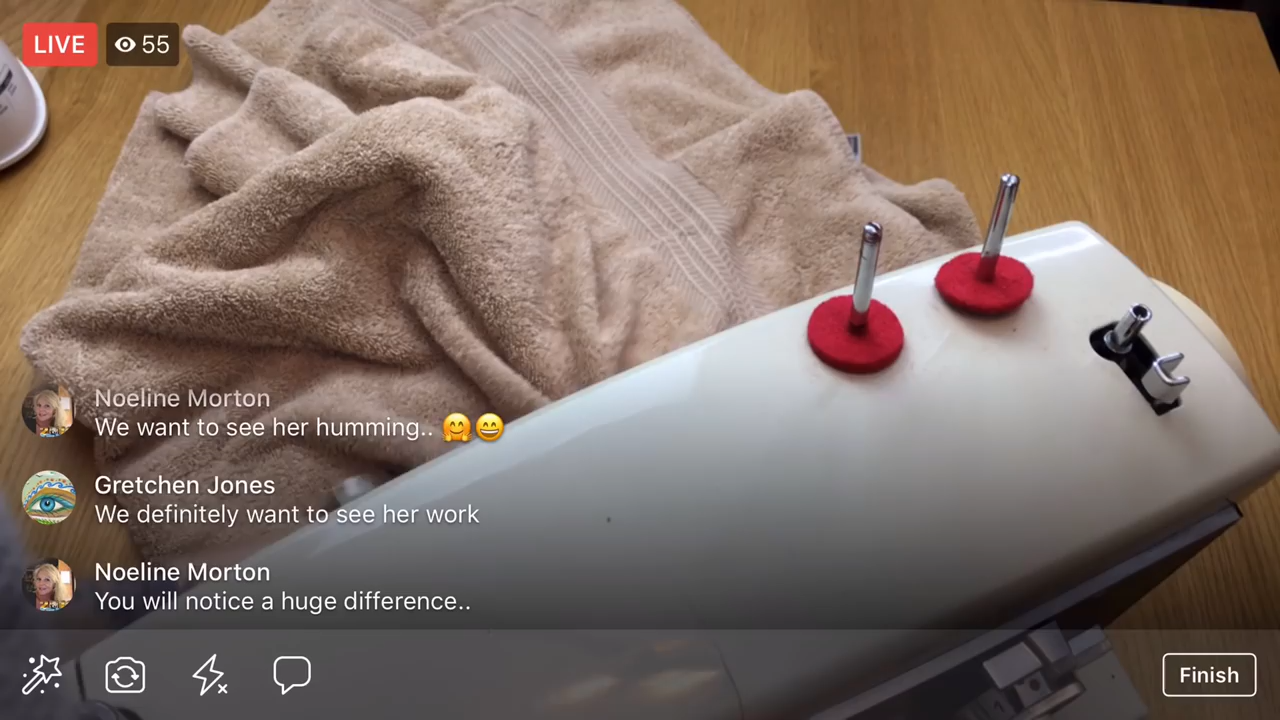 LIVE 55
Noeline Morton
We want to see her humming.. 🤗😄
Gretchen Jones
We definitely want to see her work
Noeline Morton
You will notice a huge difference..
Finish